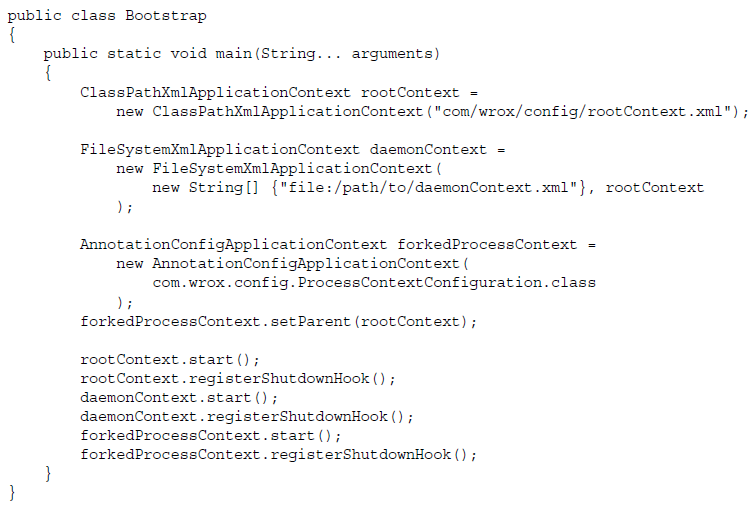 public class Bootstrap
{
    public static void main(String... arguments)
    {
        ClassPathXmlApplicationContext rootContext =
            new ClassPathXmlApplicationContext("com/wrox/config/rootContext.xml");

        FileSystemXmlApplicationContext daemonContext =
            new FileSystemXmlApplicationContext(
                new String[] {"file:/path/to/daemonContext.xml"}, rootContext
            );

        AnnotationConfigApplicationContext forkedProcessContext =
            new AnnotationConfigApplicationContext(
                com.wrox.config.ProcessContextConfiguration.class
            );
        forkedProcessContext.setParent(rootContext);

        rootContext.start();
        rootContext.registerShutdownHook();
        daemonContext.start();
        daemonContext.registerShutdownHook();
        forkedProcessContext.start();
        forkedProcessContext.registerShutdownHook();
    }
}